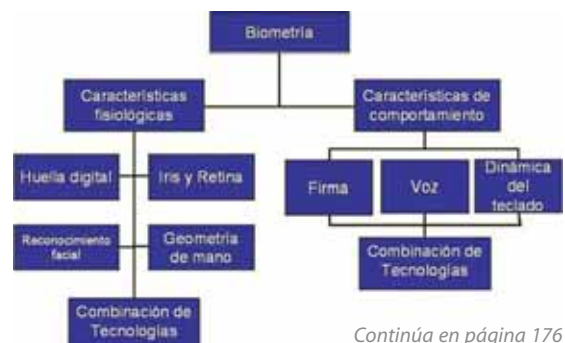 Biometría
Características
fisiológicas
Características de
comportamiento
Huella digital
Iris y Retina
Firma
Voz
Dinámica
del
teclado
Reconocimiento
facial
Geometría
de mano
Combinación de
Tecnologías
Combinación de
Tecnologías
Continúa en página 176